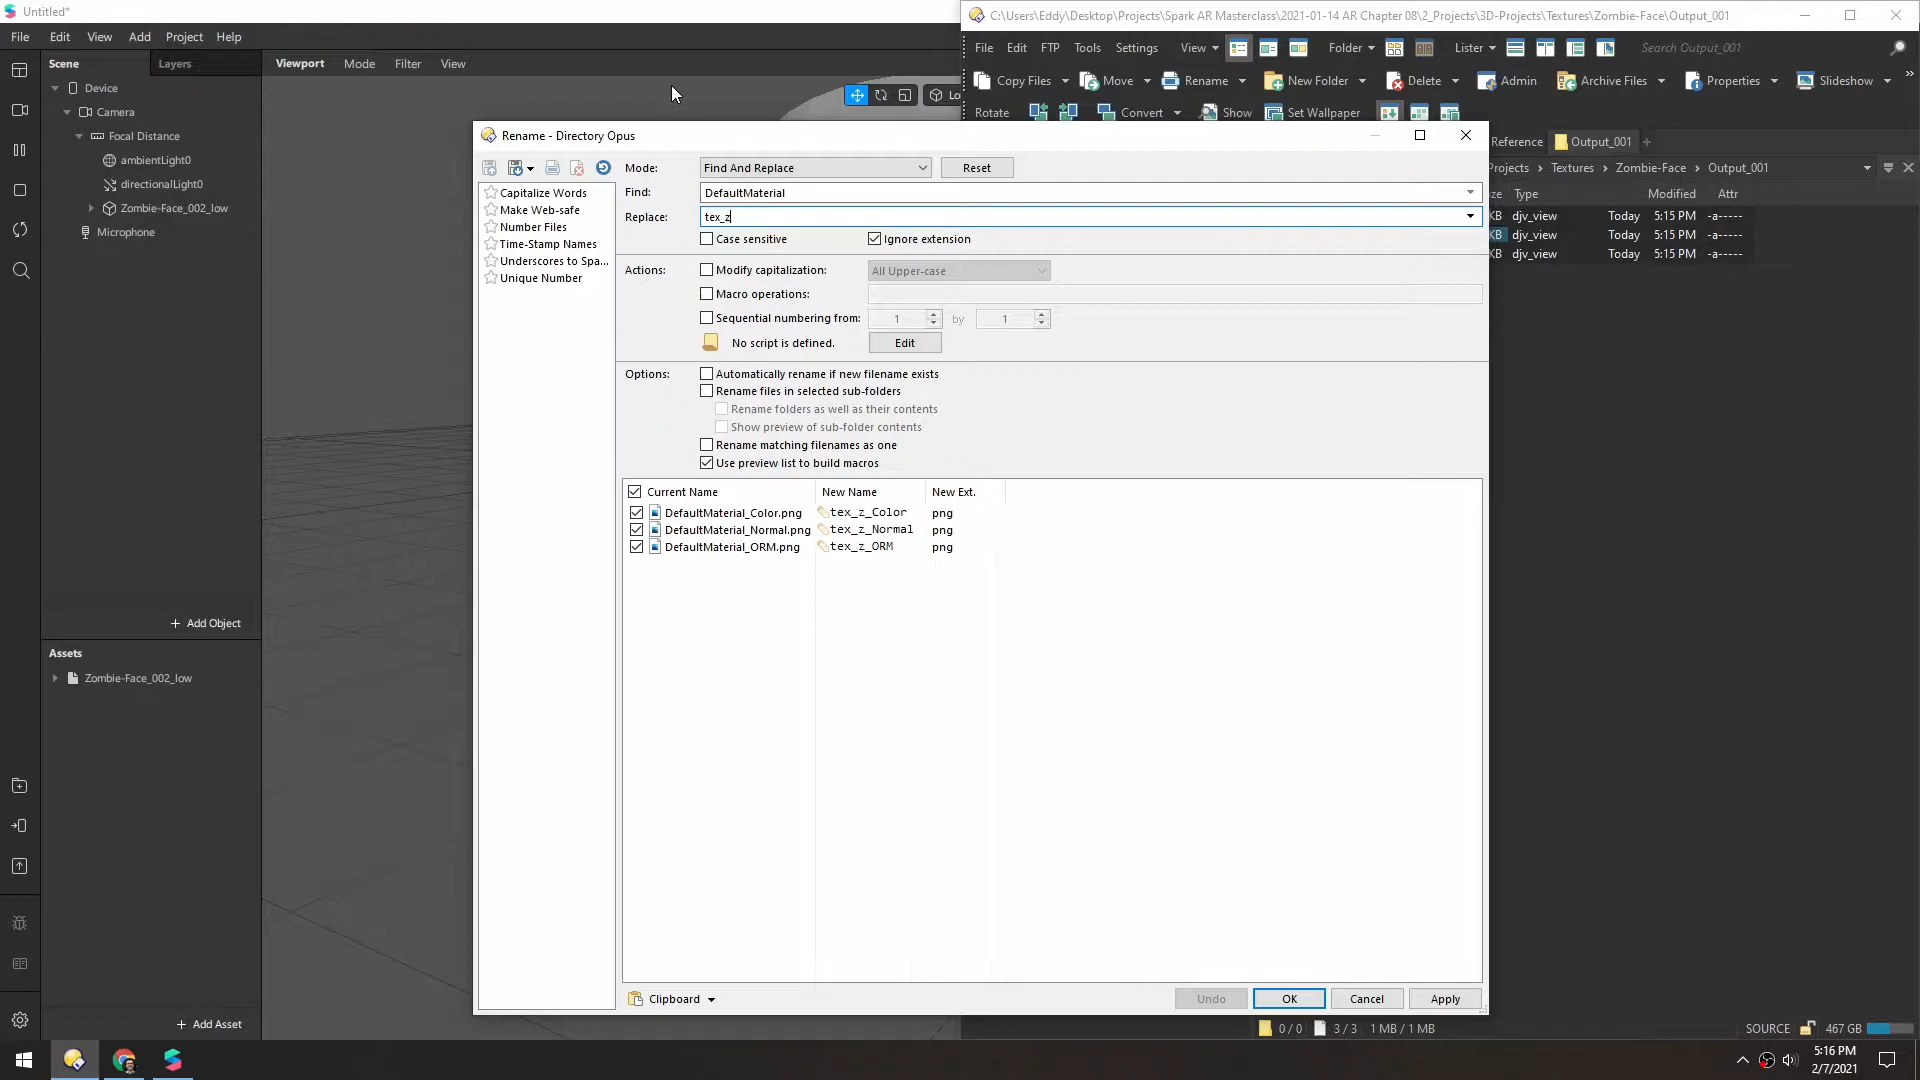 Untitled*
File Edit View Add Project Help
Scene
Layers
Device
Camera
Focal Distance
ambientLight0
directionalLight0
Zombie-Face_002_low
Microphone
+ Add Object
Assets
Zombie-Face_002_low
+ Add Asset
Viewport Mode Filter View
Lo
C:\Users\Eddy\Desktop\Projects\Spark AR Masterclass\2021-01-14 AR Chapter 08\2_Projects\3D-Projects\Textures\Zombie-Face\Output_001
File Edit FTP Tools Settings View Folder Lister Search Output_001
Copy Files Move Rename New Folder Delete Admin Archive Files Properties Slideshow
Rotate Convert Show Set Wallpaper
Reference Output_001 +
Projects > Textures > Zombie-Face > Output_001
ze Type Modified Attr
KB djv_view Today 5:15 PM -a-----
KB djv_view Today 5:15 PM -a-----
KB djv_view Today 5:15 PM -a-----
Rename - Directory Opus
Capitalize Words
Make Web-safe
Number Files
Time-Stamp Names
Underscores to Spa...
Unique Number
Mode: Find And Replace Reset
Find: DefaultMaterial
Replace: tex_z
Case sensitive Ignore extension
Actions: Modify capitalization: All Upper-case
Macro operations:
Sequential numbering from: 1 by 1
No script is defined. Edit
Options: Automatically rename if new filename exists
Rename files in selected sub-folders
Rename folders as well as their contents
Show preview of sub-folder contents
Rename matching filenames as one
Use preview list to build macros
Current Name New Name New Ext.
DefaultMaterial_Color.png tex_z_Color png
DefaultMaterial_Normal.png tex_z_Normal png
DefaultMaterial_ORM.png tex_z_ORM png
Clipboard Undo OK Cancel Apply
0 / 0 3 / 3 1 MB / 1 MB SOURCE 467 GB
5:16 PM
2/7/2021